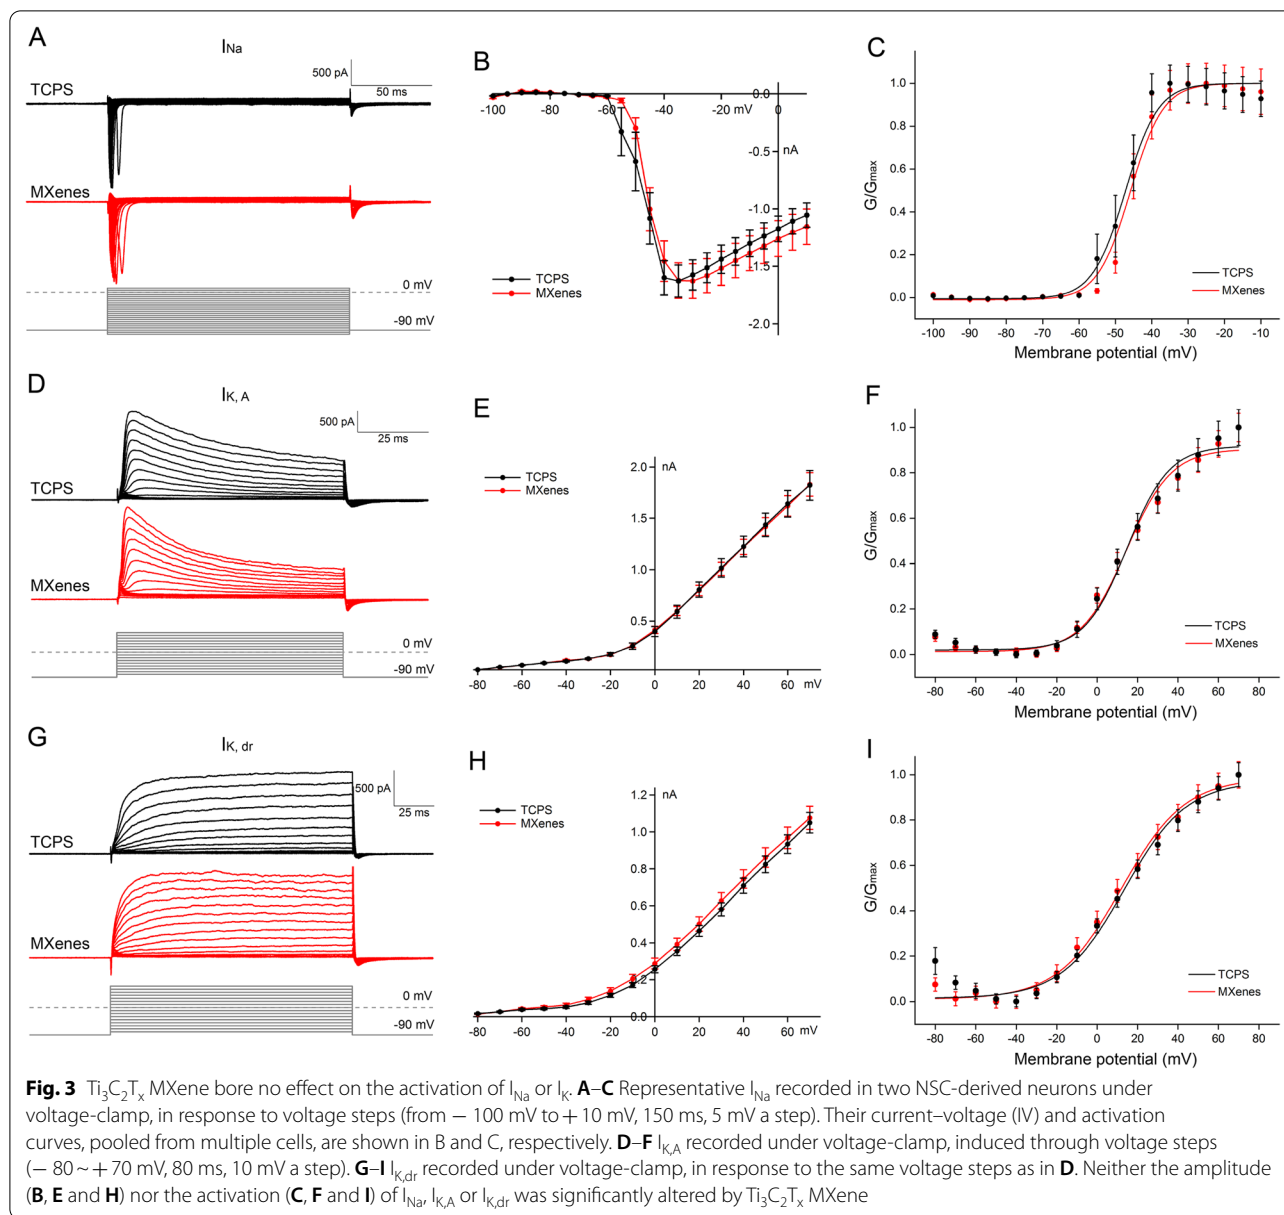 A
I_Na
TCPS
500 pA
50 ms
MXenes
0 mV
-90 mV
B
-100 -80 -60 -40 -20 mV 0
0.0
-0.5
nA
-1.0
-1.5
-2.0
TCPS
MXenes
C
1.0
0.8
0.6
0.4
0.2
0.0
G/Gmax
TCPS
MXenes
-100 -90 -80 -70 -60 -50 -40 -30 -20 -10
Membrane potential (mV)
D
I_K, A
500 pA
25 ms
TCPS
MXenes
0 mV
-90 mV
E
nA
2.0
1.5
1.0
0.5
TCPS
MXenes
-80 -60 -40 -20 0 20 40 60 mV
F
1.0
0.8
0.6
0.4
0.2
0.0
G/Gmax
TCPS
MXenes
-80 -60 -40 -20 0 20 40 60 80
Membrane potential (mV)
G
I_K, dr
500 pA
25 ms
TCPS
MXenes
0 mV
-90 mV
H
nA
1.2
1.0
0.8
0.6
0.4
0.2
0.0
TCPS
MXenes
-80 -60 -40 -20 0 20 40 60 mV
I
1.0
0.8
0.6
0.4
0.2
0.0
G/Gmax
TCPS
MXenes
-80 -60 -40 -20 0 20 40 60 80
Membrane potential (mV)
Fig. 3 Ti₃C₂Tₓ MXene bore no effect on the activation of I_Na or I_K. A–C Representative I_Na recorded in two NSC-derived neurons under
voltage-clamp, in response to voltage steps (from − 100 mV to + 10 mV, 150 ms, 5 mV a step). Their current–voltage (IV) and activation
curves, pooled from multiple cells, are shown in B and C, respectively. D–F I_K,A recorded under voltage-clamp, induced through voltage steps
(− 80 ~ + 70 mV, 80 ms, 10 mV a step). G–I I_K,dr recorded under voltage-clamp, in response to the same voltage steps as in D. Neither the amplitude
(B, E and H) nor the activation (C, F and I) of I_Na, I_K,A or I_K,dr was significantly altered by Ti₃C₂Tₓ MXene